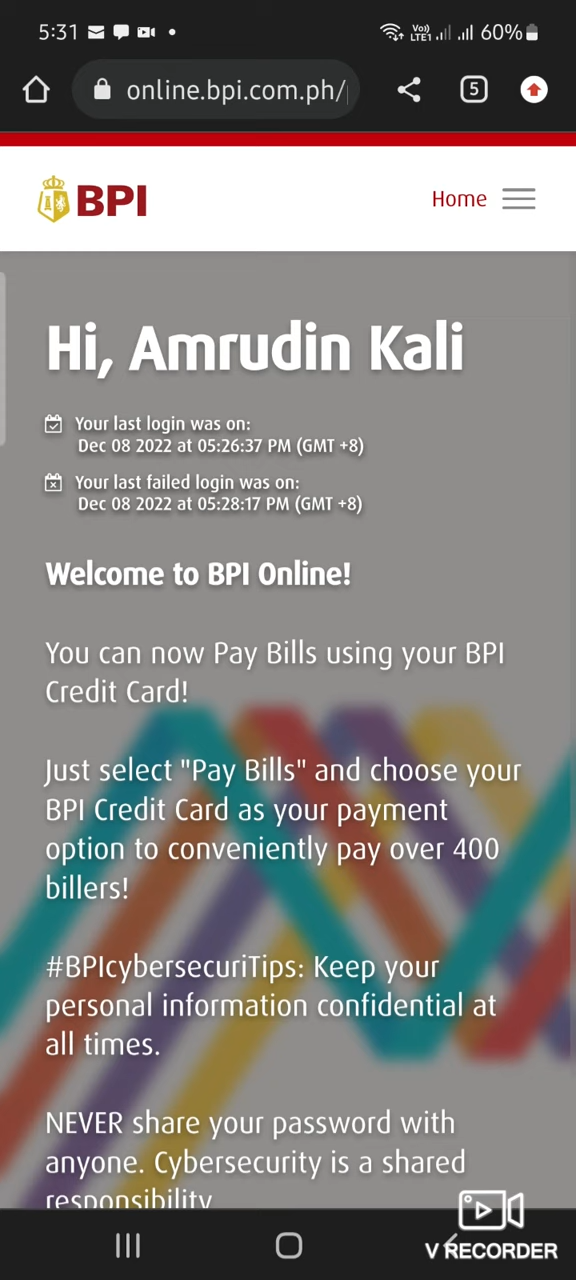 5:31 Vo)) LTE1 60%
online.bpi.com.ph/ 5
BPI Home
Hi, Amrudin Kali
Your last login was on:
Dec 08 2022 at 05:26:37 PM (GMT +8)
Your last failed login was on:
Dec 08 2022 at 05:28:17 PM (GMT +8)
Welcome to BPI Online!
You can now Pay Bills using your BPI
Credit Card!
Just select "Pay Bills" and choose your
BPI Credit Card as your payment
option to conveniently pay over 400
billers!
#BPIcybersecuriTips: Keep your
personal information confidential at
all times.
NEVER share your password with
anyone. Cybersecurity is a shared
responsibility
V RECORDER